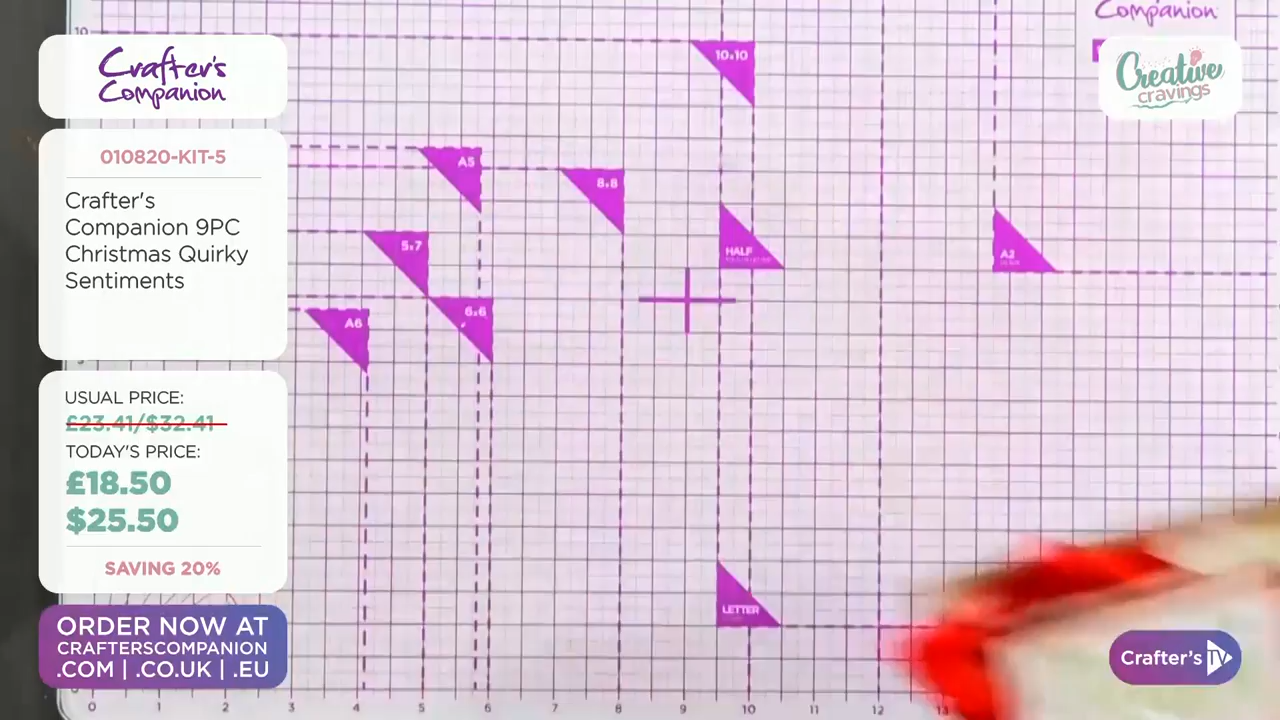 Crafter's
Companion
010820-KIT-5
Crafter's
Companion 9PC
Christmas Quirky
Sentiments
USUAL PRICE:
£23.41/$32.41
TODAY'S PRICE:
£18.50
$25.50
SAVING 20%
ORDER NOW AT
CRAFTERSCOMPANION
.COM | .CO.UK | .EU
Companion
Creative
cravings
10
10x10
A5
8x8
5x7
HALF
A2
A6
6x6
LETTER
Crafter's TV
0 1 2 3 4 5 6 7 8 9 10 11 12 13